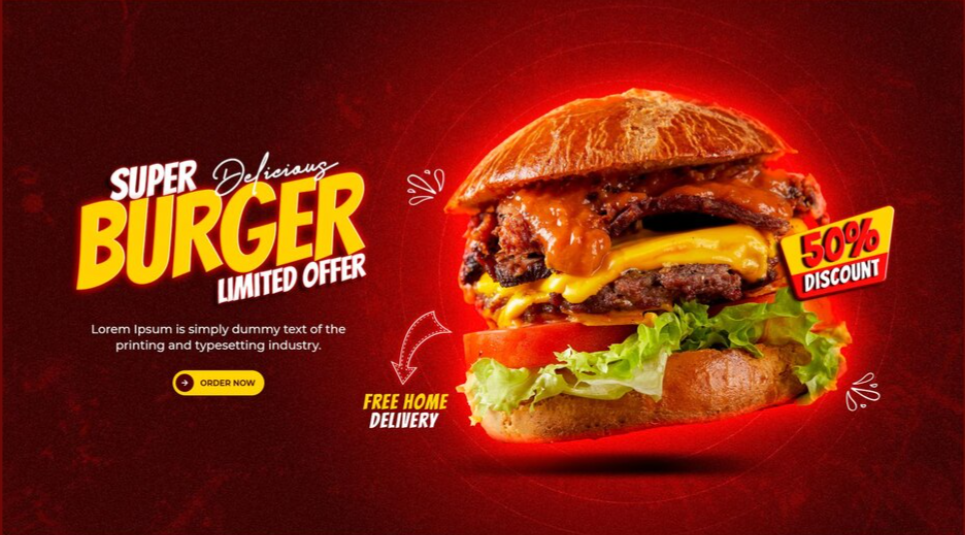 SUPER Delicious
BURGER
LIMITED OFFER
Lorem Ipsum is simply dummy text of the
printing and typesetting industry.
ORDER NOW
FREE HOME
DELIVERY
50%
DISCOUNT